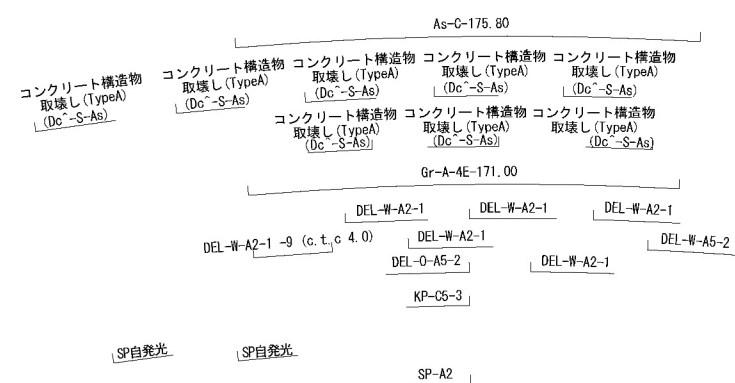 As-C-175.80
コンクリート構造物
取壊し(TypeA)
(Dc^-S-As)
コンクリート構造物
取壊し(TypeA)
(Dc^-S-As)
コンクリート構造物
取壊し(TypeA)
(Dc^-S-As)
コンクリート構造物
取壊し(TypeA)
(Dc^-S-As)
コンクリート構造物
取壊し(TypeA)
(Dc^-S-As)
コンクリート構造物
取壊し(TypeA)
(Dc^-S-As)
コンクリート構造物
取壊し(TypeA)
(Dc^-S-As)
コンクリート構造物
取壊し(TypeA)
(Dc^-S-As)
Gr-A-4E-171.00
DEL-W-A2-1
DEL-W-A2-1
DEL-W-A2-1
DEL-W-A2-1 -9 (c.t.c 4.0)
DEL-W-A2-1
DEL-W-A5-2
DEL-O-A5-2
DEL-W-A2-1
KP-C5-3
SP自発光
SP自発光
SP-A2